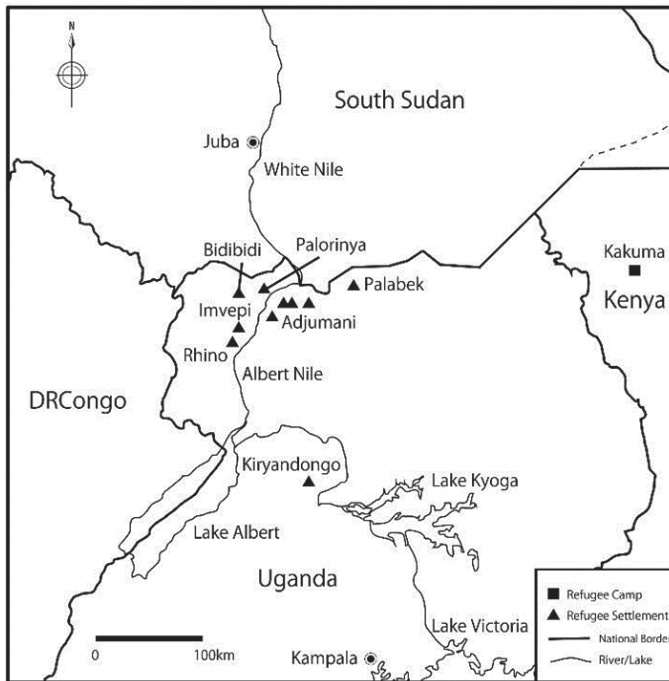 N
South Sudan
Juba
White Nile
Bidibidi
Palorinya
Kakuma
Palabek
Kenya
Imvepi
Adjumani
Rhino
Albert Nile
DRCongo
Kiryandongo
Lake Kyoga
Lake Albert
Uganda
Refugee Camp
Refugee Settlement
Lake Victoria
National Border
0 100km
Kampala
River/Lake